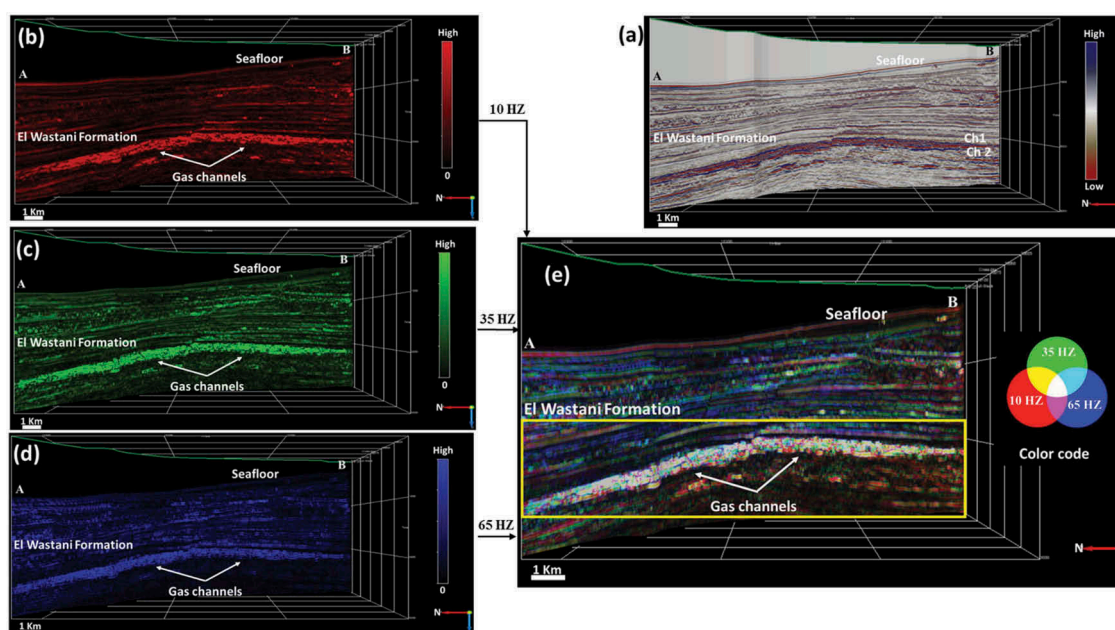 (b)
High
Seafloor
B
A
El Wastani Formation
Gas channels
0
1 Km
N
10 HZ
(a)
High
Seafloor
A
B
El Wastani Formation
Ch1
Ch 2
Low
1 Km
N
(c)
High
Seafloor
B
A
El Wastani Formation
Gas channels
0
1 Km
N
35 HZ
(d)
High
Seafloor
B
A
El Wastani Formation
Gas channels
0
1 Km
N
65 HZ
(e)
B
Seafloor
A
El Wastani Formation
Gas channels
1 Km
N
35 HZ
10 HZ
65 HZ
Color code